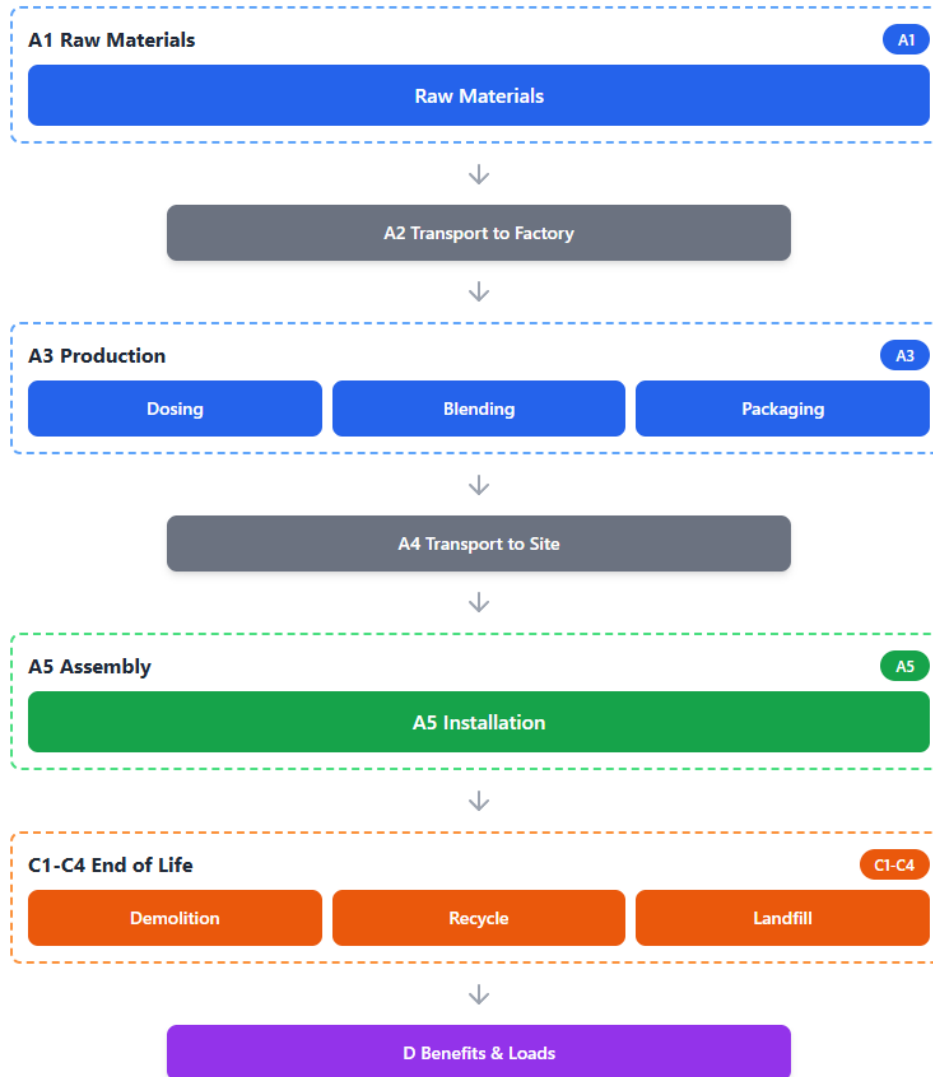 A1 Raw Materials
A1
Raw Materials
A2 Transport to Factory
A3 Production
A3
Dosing
Blending
Packaging
A4 Transport to Site
A5 Assembly
A5
A5 Installation
C1-C4 End of Life
C1-C4
Demolition
Recycle
Landfill
D Benefits & Loads